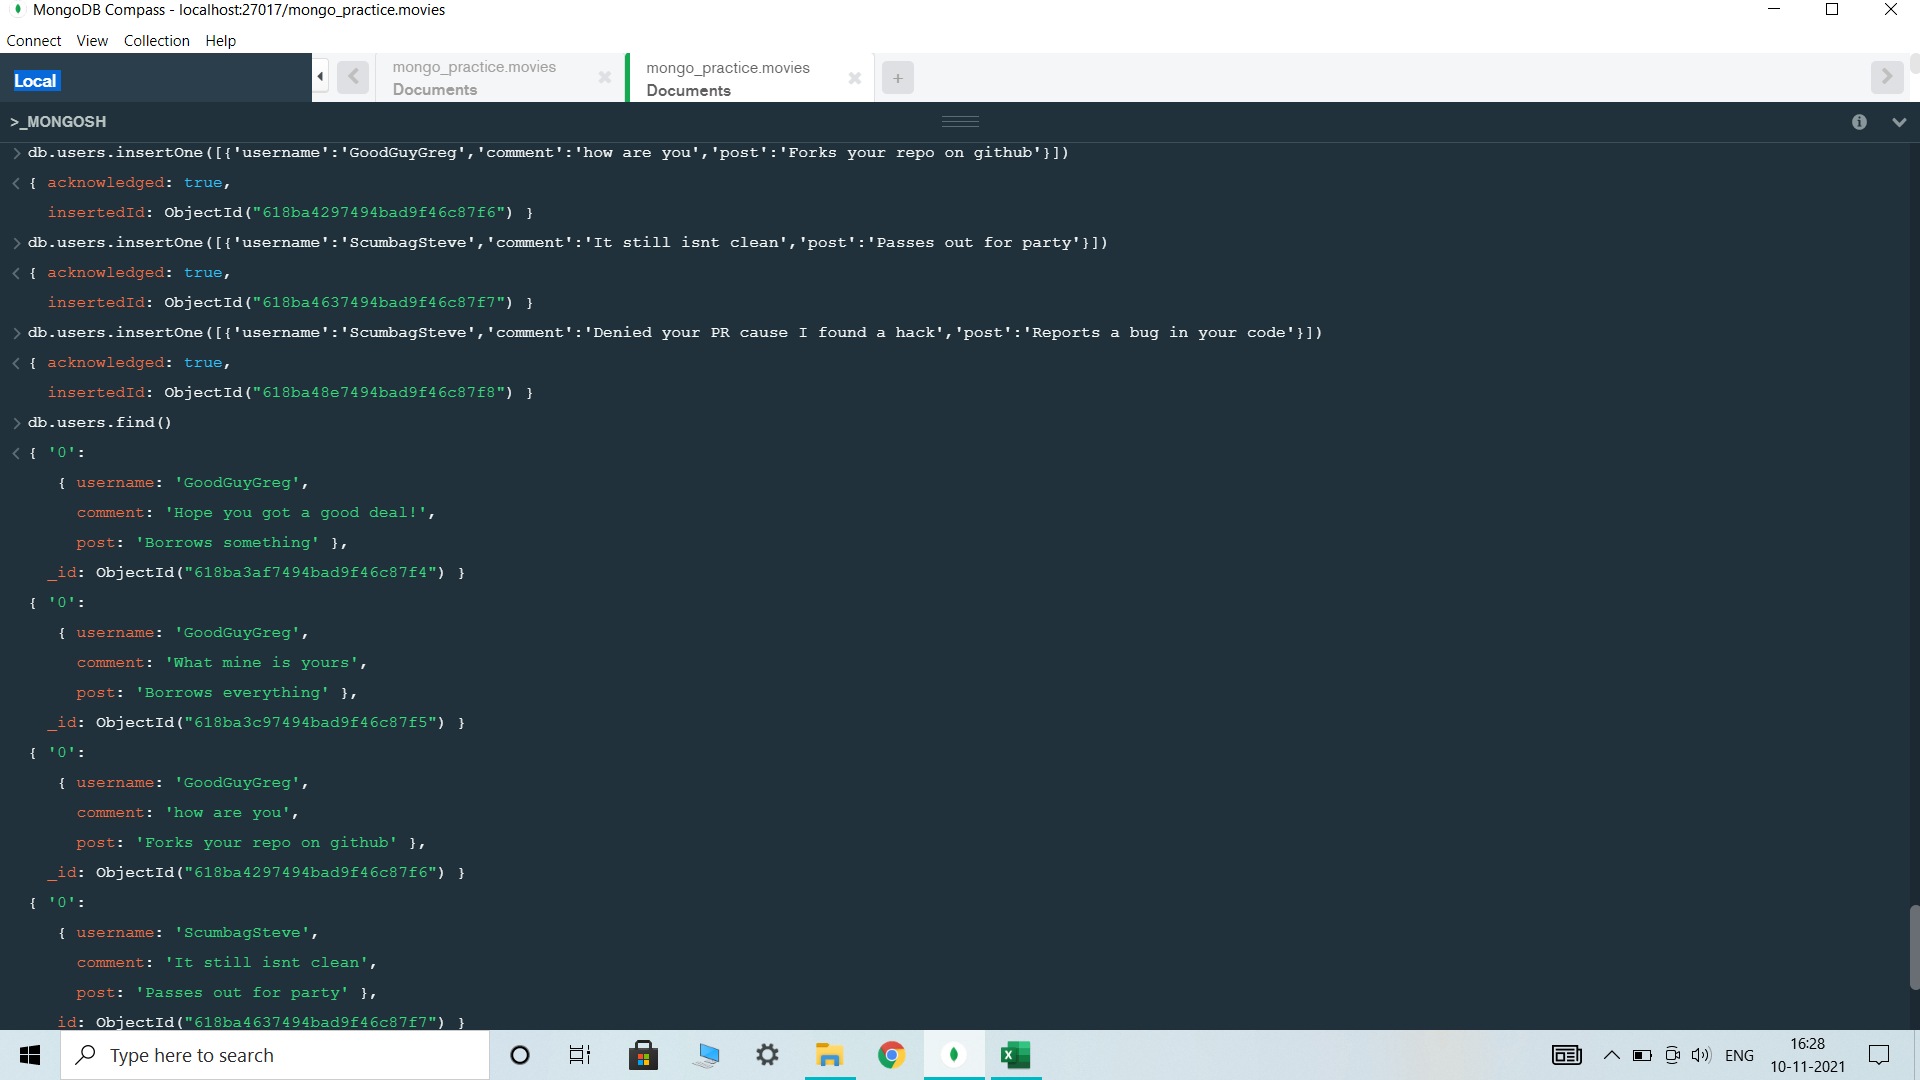 MongoDB Compass - localhost:27017/mongo_practice.movies
Connect View Collection Help
Local
mongo_practice.movies
Documents
mongo_practice.movies
Documents
>_MONGOSH
> db.users.insertOne([{'username':'GoodGuyGreg','comment':'how are you','post':'Forks your repo on github'}])
< { acknowledged: true,
insertedId: ObjectId("618ba4297494bad9f46c87f6") }
> db.users.insertOne([{'username':'ScumbagSteve','comment':'It still isnt clean','post':'Passes out for party'}])
< { acknowledged: true,
insertedId: ObjectId("618ba4637494bad9f46c87f7") }
> db.users.insertOne([{'username':'ScumbagSteve','comment':'Denied your PR cause I found a hack','post':'Reports a bug in your code'}])
< { acknowledged: true,
insertedId: ObjectId("618ba48e7494bad9f46c87f8") }
> db.users.find()
< { '0':
{ username: 'GoodGuyGreg',
comment: 'Hope you got a good deal!',
post: 'Borrows something' },
_id: ObjectId("618ba3af7494bad9f46c87f4") }
{ '0':
{ username: 'GoodGuyGreg',
comment: 'What mine is yours',
post: 'Borrows everything' },
_id: ObjectId("618ba3c97494bad9f46c87f5") }
{ '0':
{ username: 'GoodGuyGreg',
comment: 'how are you',
post: 'Forks your repo on github' },
_id: ObjectId("618ba4297494bad9f46c87f6") }
{ '0':
{ username: 'ScumbagSteve',
comment: 'It still isnt clean',
post: 'Passes out for party' },
_id: ObjectId("618ba4637494bad9f46c87f7") }
Type here to search
ENG
16:28
10-11-2021